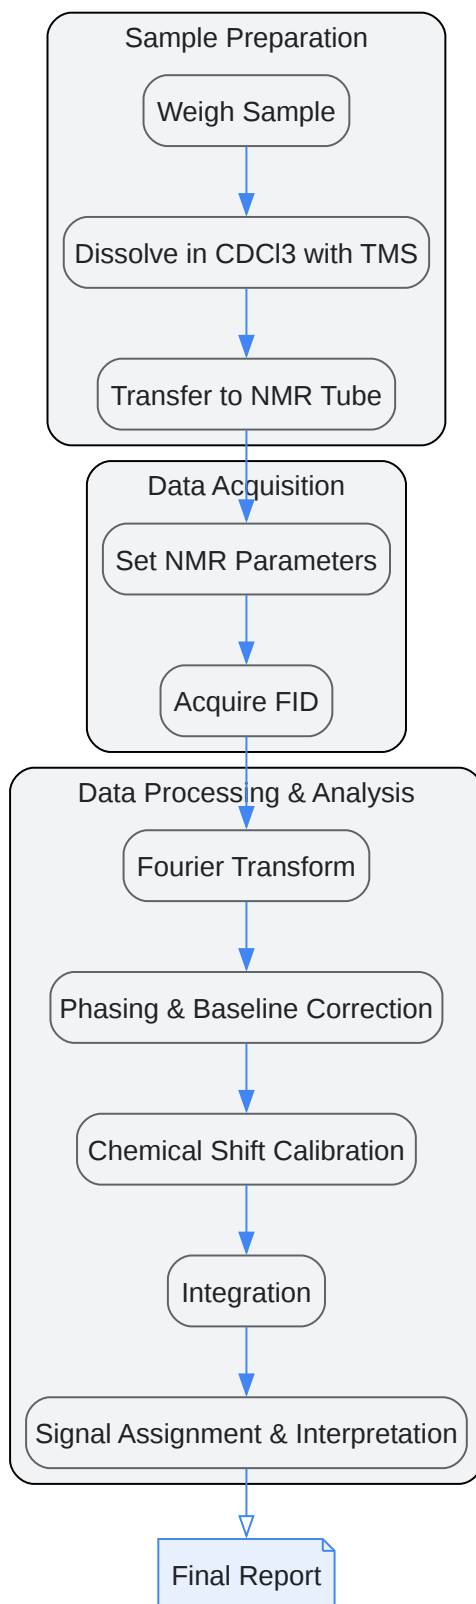 Sample Preparation
Weigh Sample
Dissolve in CDCl3 with TMS
Transfer to NMR Tube
Data Acquisition
Set NMR Parameters
Acquire FID
Data Processing & Analysis
Fourier Transform
Phasing & Baseline Correction
Chemical Shift Calibration
Integration
Signal Assignment & Interpretation
Final Report